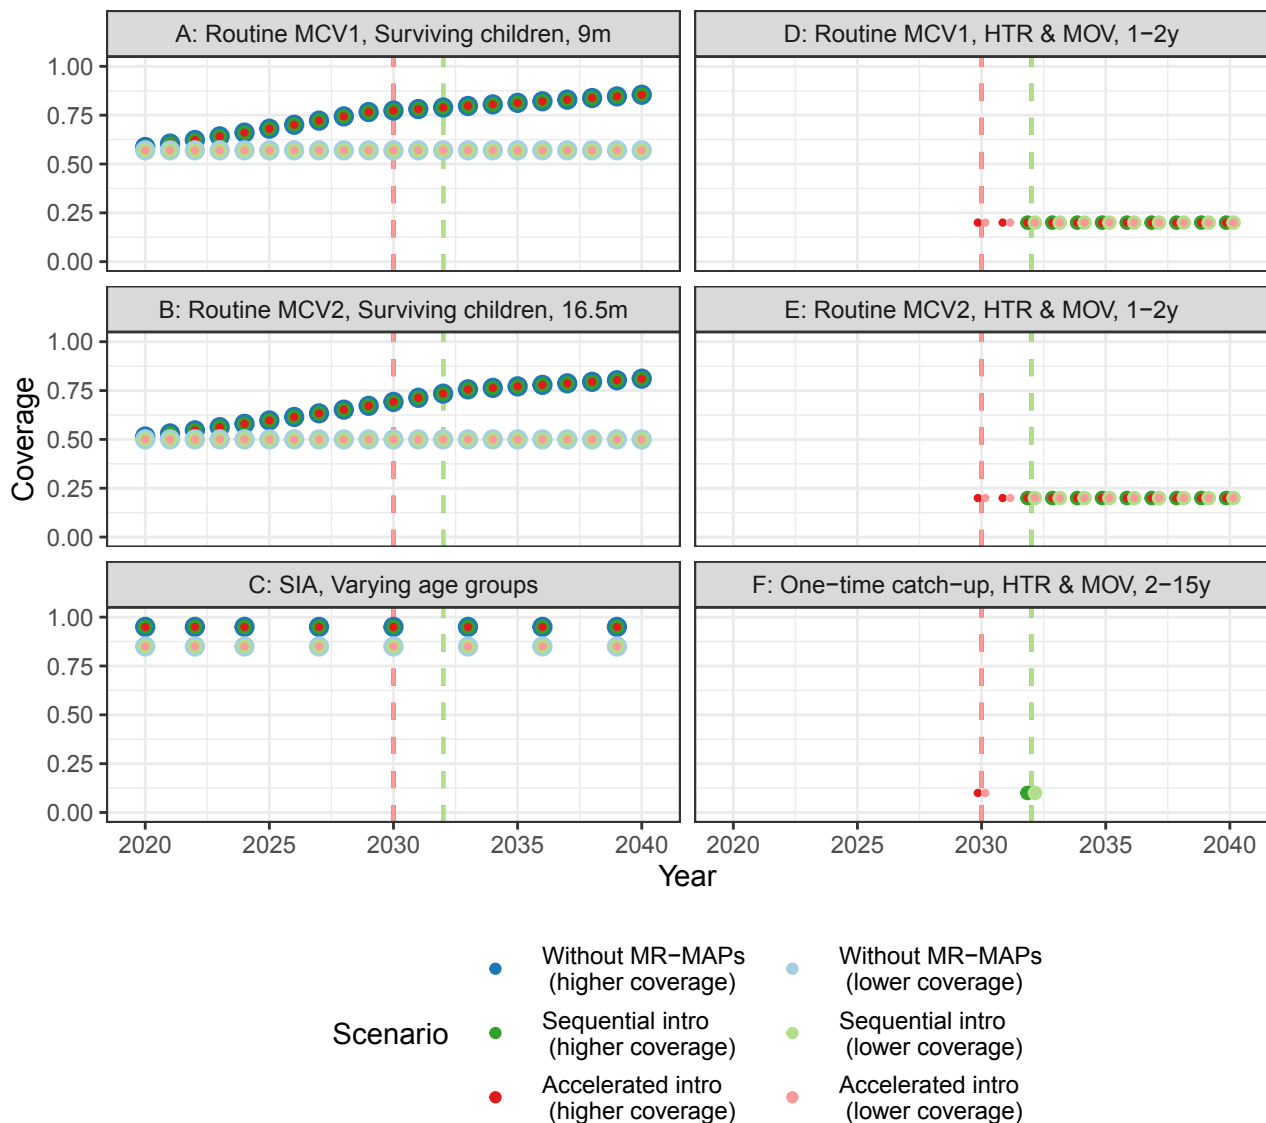 A: Routine MCV1, Surviving children, 9m
D: Routine MCV1, HTR & MOV, 1−2y
1.00
0.75
0.50
0.25
0.00
B: Routine MCV2, Surviving children, 16.5m
E: Routine MCV2, HTR & MOV, 1−2y
1.00
0.75
0.50
0.25
0.00
Coverage
C: SIA, Varying age groups
F: One−time catch−up, HTR & MOV, 2−15y
1.00
0.75
0.50
0.25
0.00
2020 2025 2030 2035 2040
2020 2025 2030 2035 2040
Year
Scenario
Without MR−MAPs
(higher coverage)
Sequential intro
(higher coverage)
Accelerated intro
(higher coverage)
Without MR−MAPs
(lower coverage)
Sequential intro
(lower coverage)
Accelerated intro
(lower coverage)